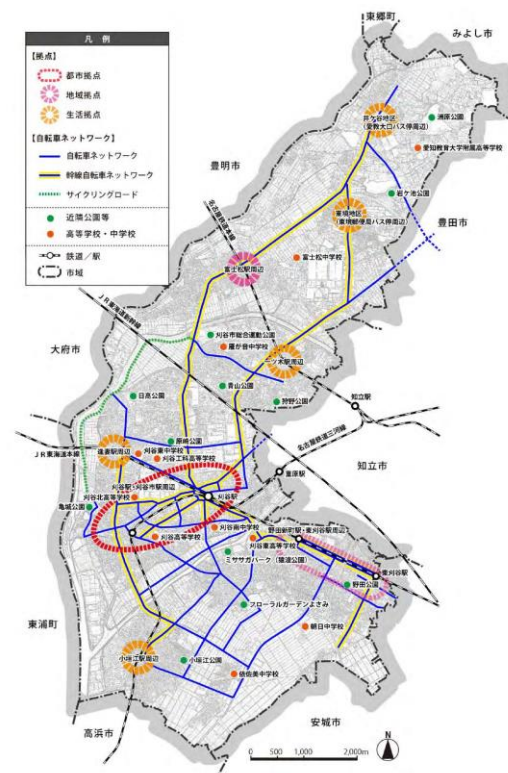 東郷町
みよし市
凡 例
【拠点】
都市拠点
地域拠点
生活拠点
【自転車ネットワーク】
自転車ネットワーク
幹線自転車ネットワーク
サイクリングロード
近隣公園等
高等学校・中学校
鉄道／駅
市域
井ヶ谷地区
（愛教大口バス停周辺）
洲原公園
愛知教育大学附属高等学校
豊明市
岩ケ池公園
名古屋鉄道本線
東境地区
（東境郵便局バス停周辺）
豊田市
富士松駅周辺
富士松中学校
JR東海道新幹線
大府市
刈谷市総合運動公園
雁が音中学校
一ツ木駅周辺
青山公園
日高公園
狩野公園
知立駅
名古屋鉄道三河線
原崎公園
逢妻駅周辺
刈谷東中学校
刈谷工科高等学校
知立市
JR東海道本線
重原駅
刈谷駅・刈谷市駅周辺
刈谷北高等学校
刈谷駅
亀城公園
刈谷南中学校
野田新町駅・東刈谷駅周辺
刈谷高等学校
刈谷東高等学校
ミササガパーク（猿渡公園）
東刈谷駅
野田公園
フローラルガーデンよさみ
東浦町
朝日中学校
小垣江駅周辺
小垣江公園
依佐美中学校
高浜市
安城市
0 500 1,000 2,000m
N